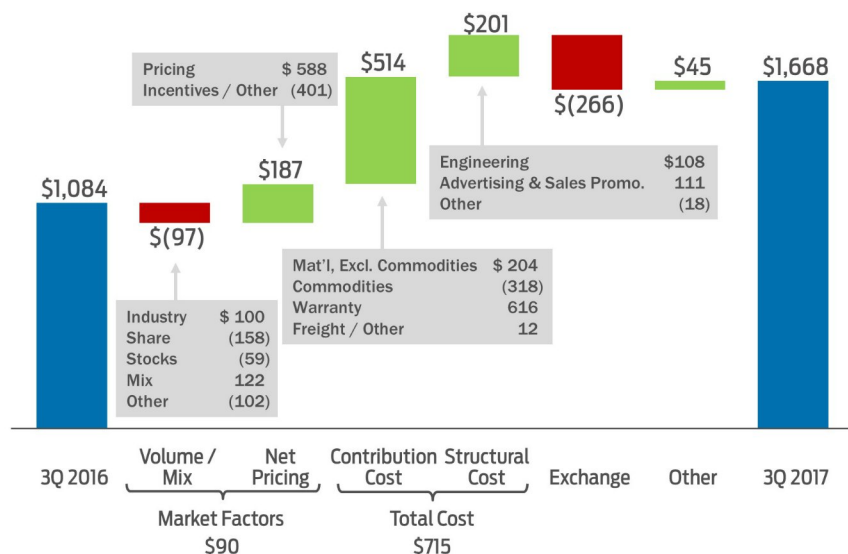 $201
Pricing $ 588
Incentives / Other (401)
$514
$(266)
$45
$1,668
$187
Engineering $108
Advertising & Sales Promo. 111
Other (18)
$1,084
$(97)
Mat'l, Excl. Commodities $ 204
Commodities (318)
Warranty 616
Freight / Other 12
Industry $ 100
Share (158)
Stocks (59)
Mix 122
Other (102)
3Q 2016
Volume /
Mix
Net
Pricing
Contribution
Cost
Structural
Cost
Exchange
Other
3Q 2017
Market Factors
$90
Total Cost
$715